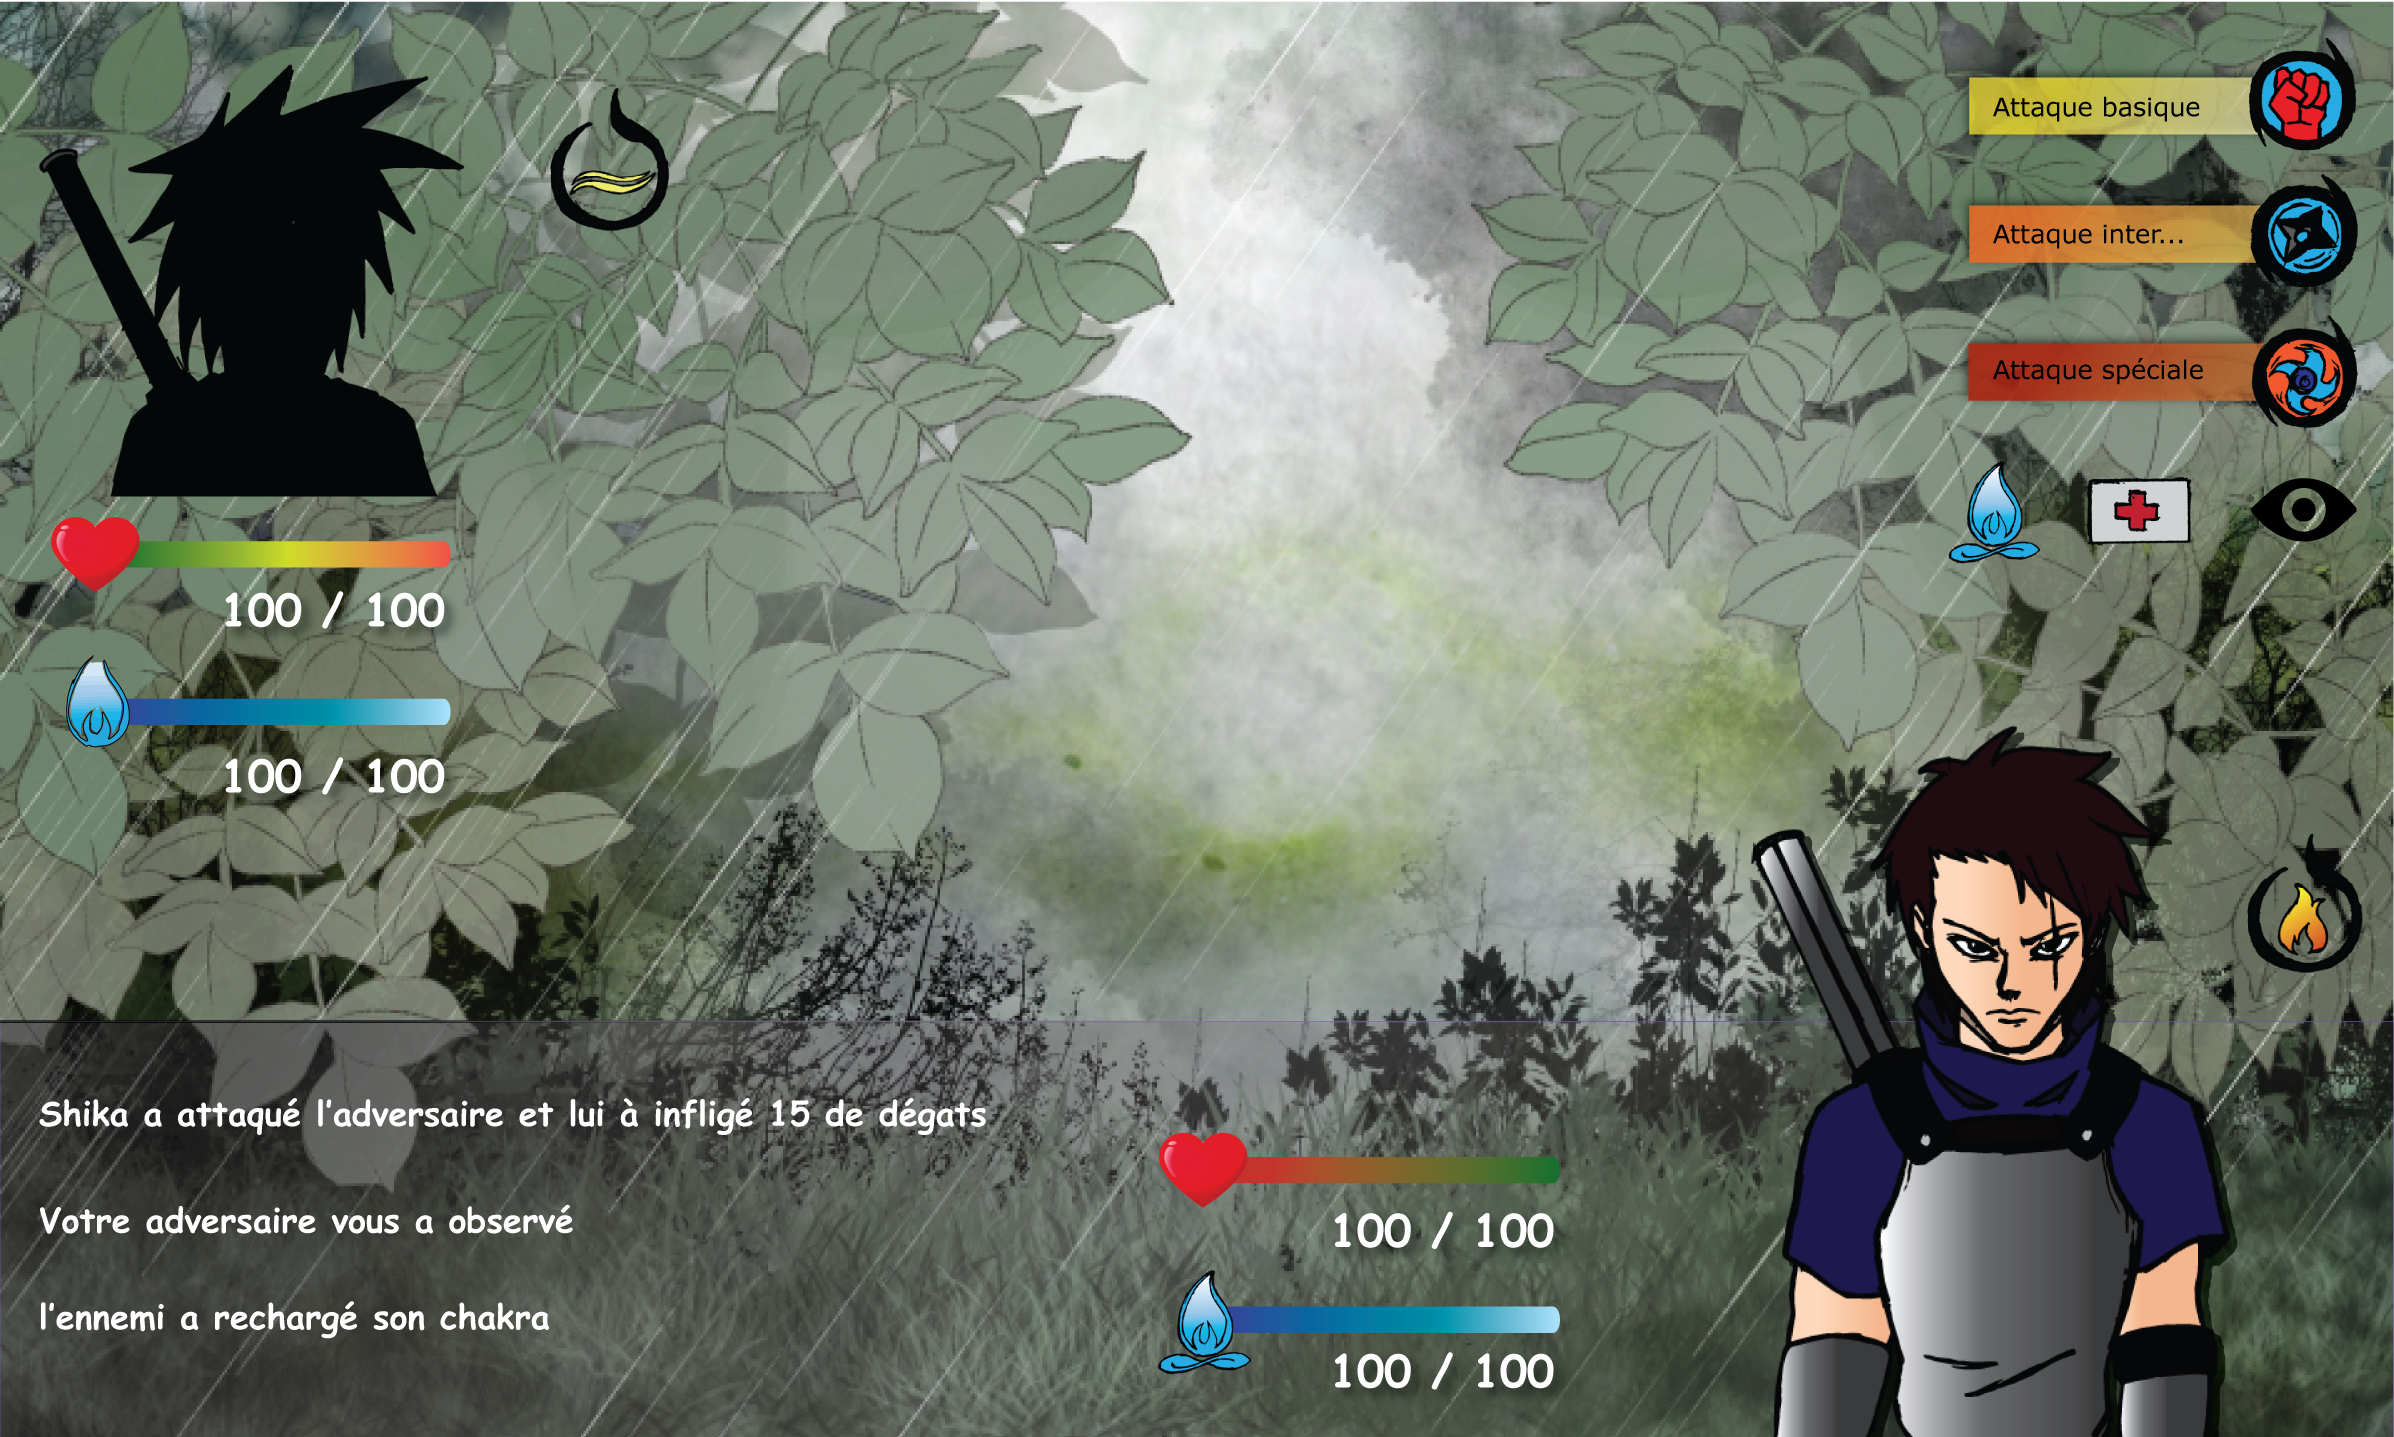 Attaque basique
Attaque inter...
Attaque spéciale
100 / 100
100 / 100
Shika a attaqué l'adversaire et lui à infligé 15 de dégats
Votre adversaire vous a observé
l'ennemi a rechargé son chakra
100 / 100
100 / 100